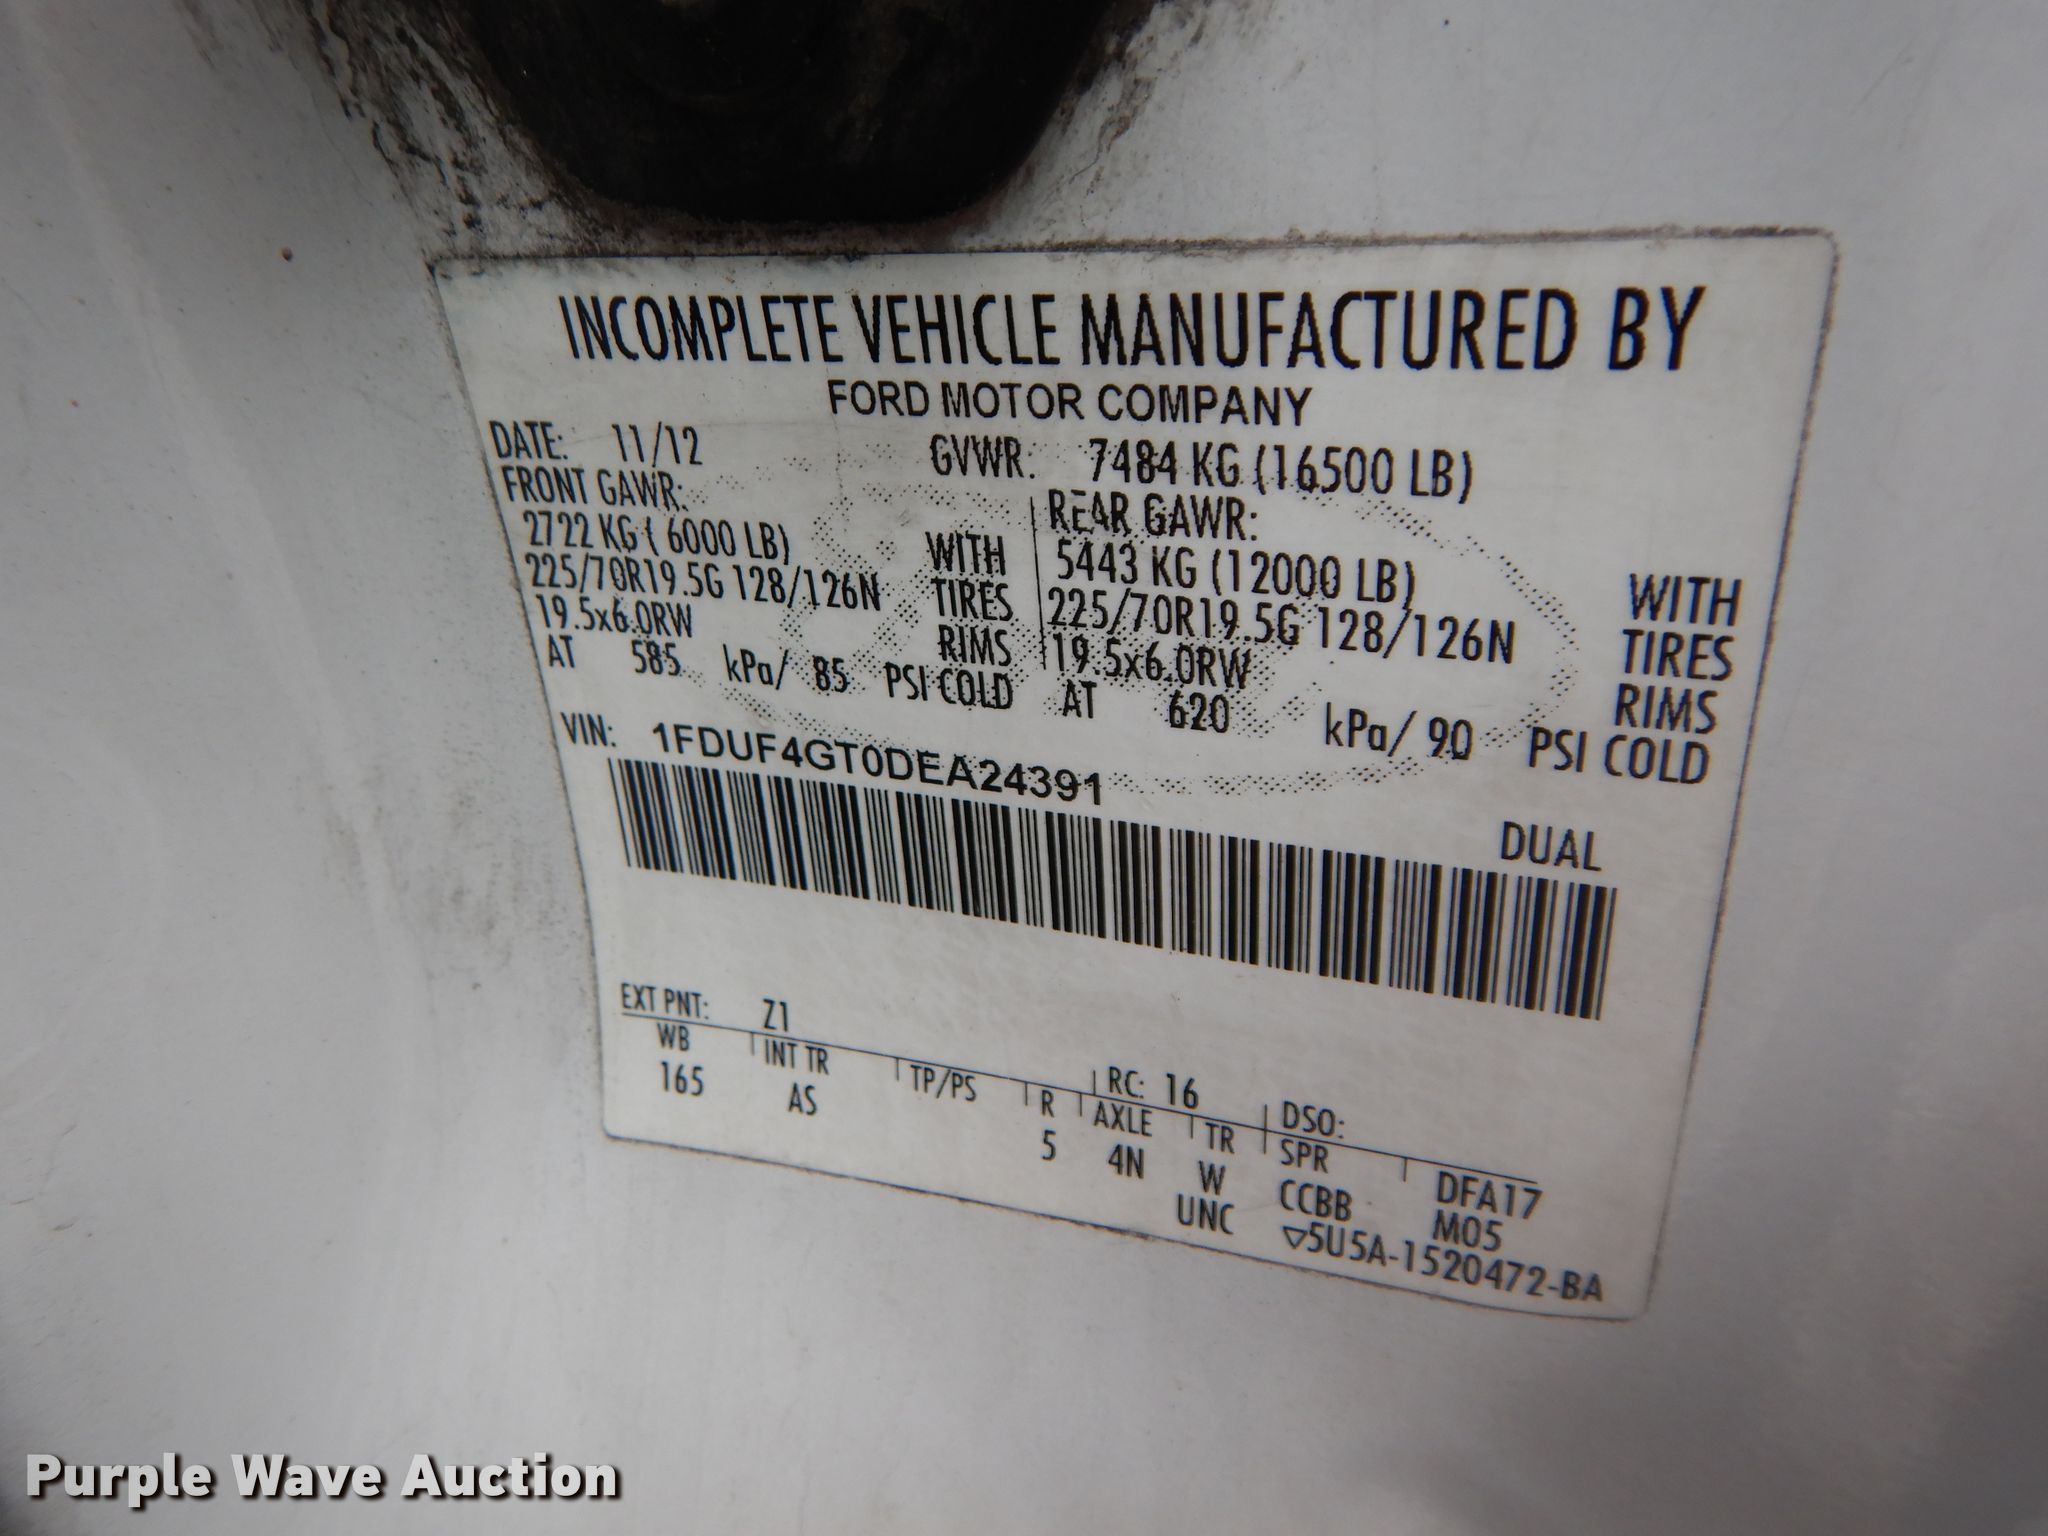 INCOMPLETE VEHICLE MANUFACTURED BY
FORD MOTOR COMPANY
DATE: 11/12 GVWR: 7484 KG (16500 LB)
FRONT GAWR: REAR GAWR:
2722 KG ( 6000 LB) WITH 5443 KG (12000 LB) WITH
225/70R19.5G 128/126N TIRES 225/70R19.5G 128/126N TIRES
19.5x6.0RW RIMS 19.5x6.0RW RIMS
AT 585 kPa/ 85 PSI COLD AT 620 kPa/ 90 PSI COLD
VIN: 1FDUF4GT0DEA24391
DUAL
EXT PNT: Z1 RC: 16 DSO:
WB INT TR TP/PS R AXLE TR SPR
165 AS 5 4N W CCBB DFA17
UNC M05
▽5U5A-1520472-BA
Purple Wave Auction